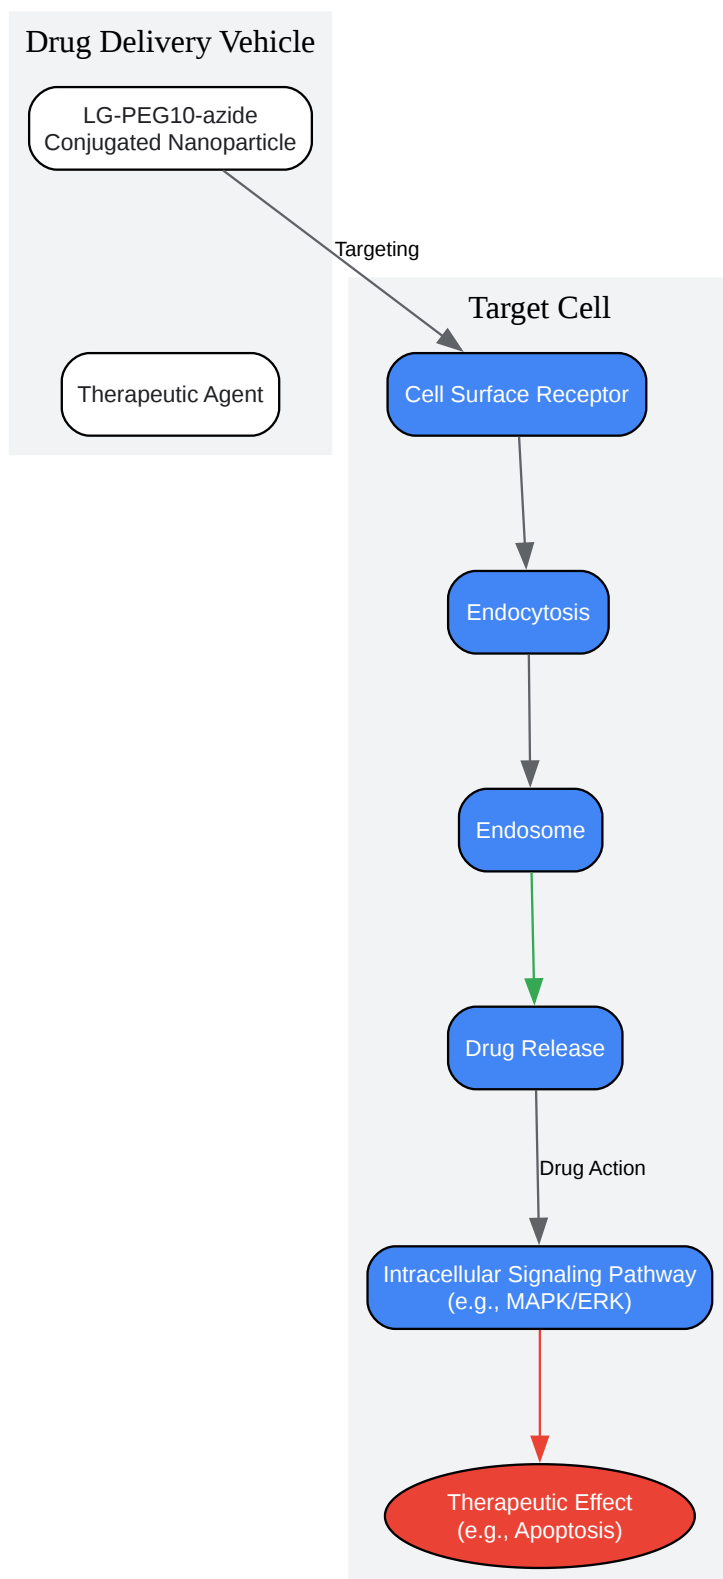 Drug Delivery Vehicle
LG-PEG10-azide
Conjugated Nanoparticle
Targeting
Target Cell
Therapeutic Agent
Cell Surface Receptor
Endocytosis
Endosome
Drug Release
Drug Action
Intracellular Signaling Pathway
(e.g., MAPK/ERK)
Therapeutic Effect
(e.g., Apoptosis)